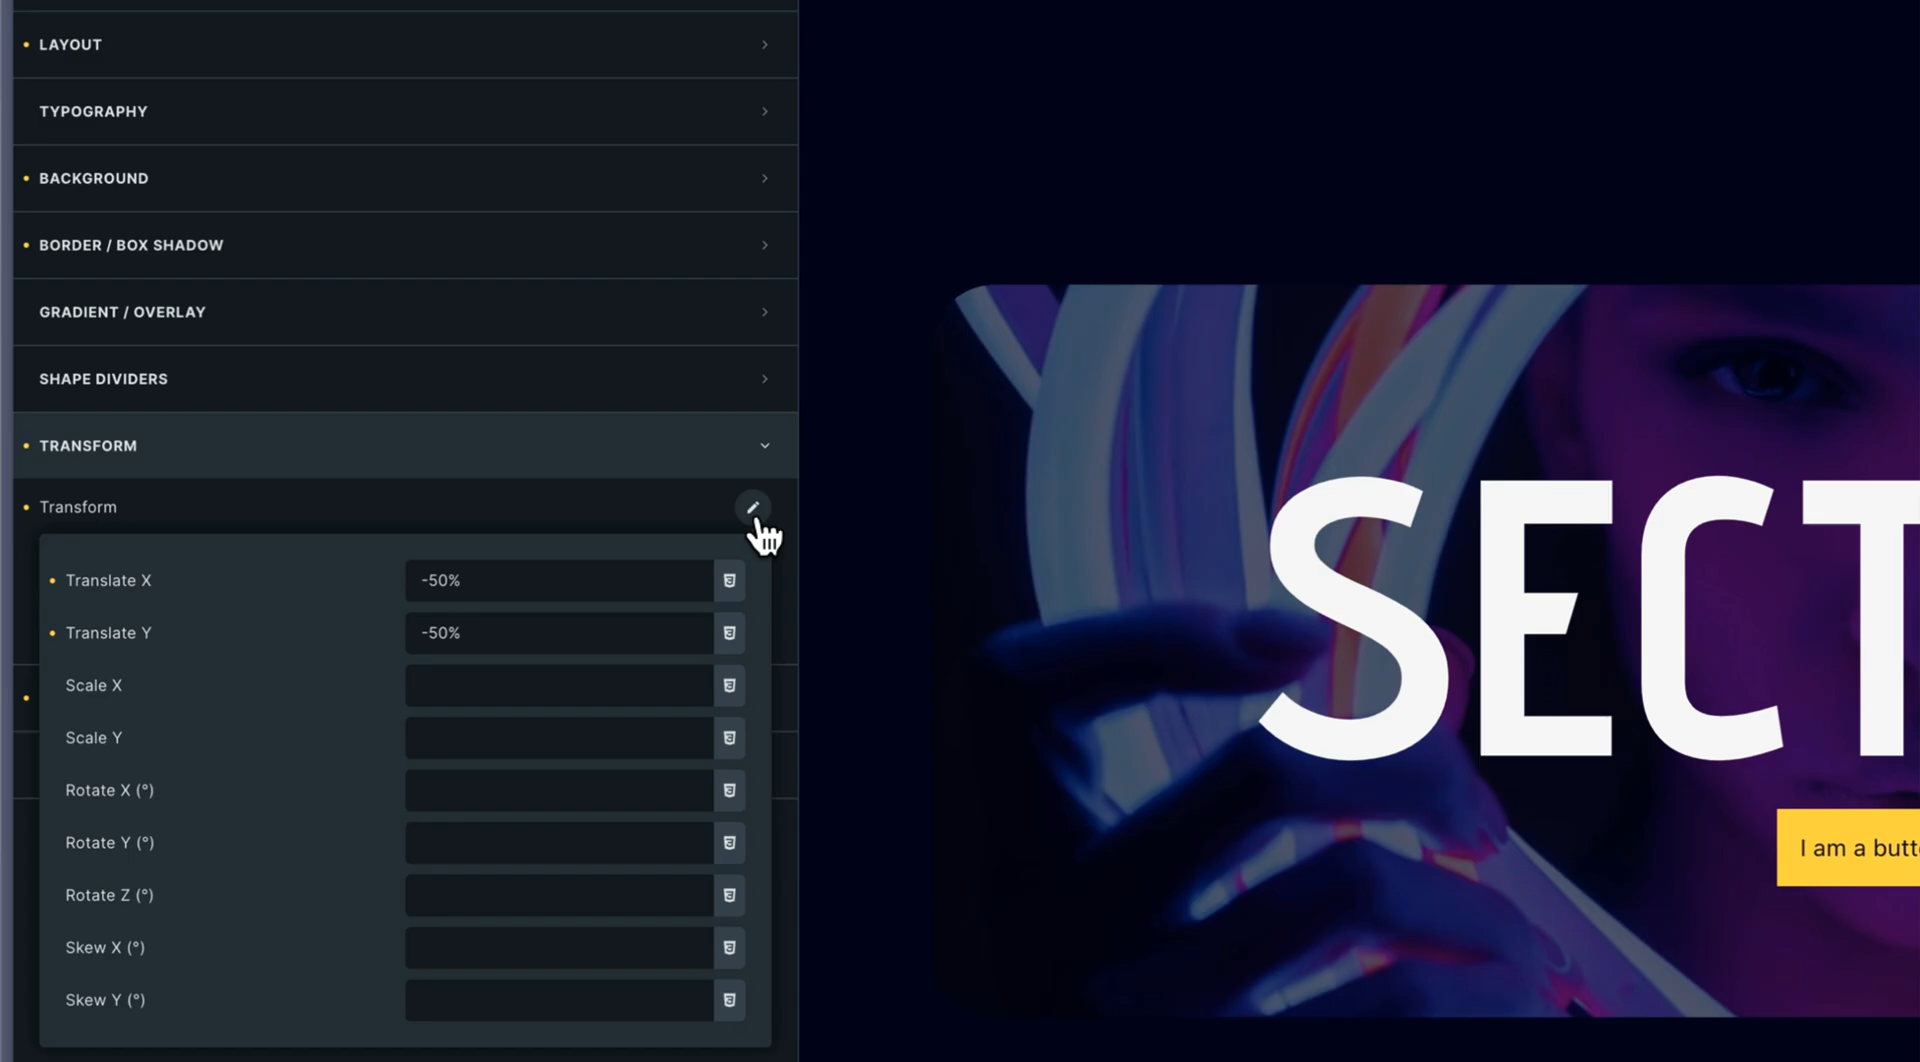 LAYOUT
TYPOGRAPHY
BACKGROUND
BORDER / BOX SHADOW
GRADIENT / OVERLAY
SHAPE DIVIDERS
TRANSFORM
Transform
Translate X -50%
Translate Y -50%
Scale X
Scale Y
Rotate X (°)
Rotate Y (°)
Rotate Z (°)
Skew X (°)
Skew Y (°)
SECT
I am a butt